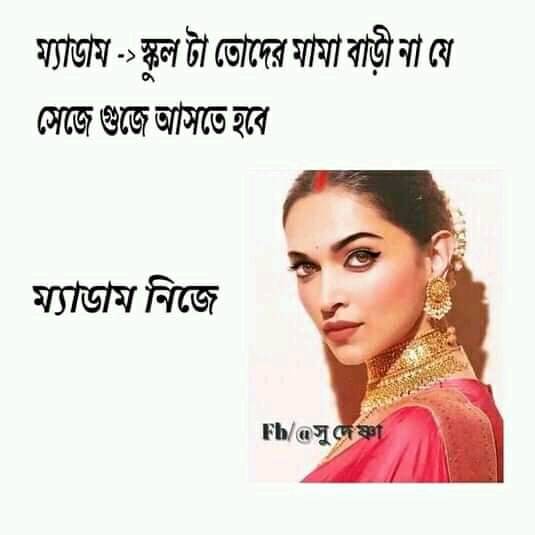 ম্যাডাম -> স্কুল টা তোদের মামা বাড়ী না যে
সেজে গুজে আসতে হবে
ম্যাডাম নিজে
Fb/@সু দে ষ্ণা